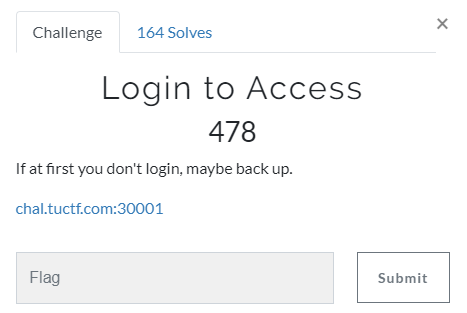 Challenge
164 Solves
×
Login to Access
478
If at first you don't login, maybe back up.
chal.tuctf.com:30001
Flag
Submit